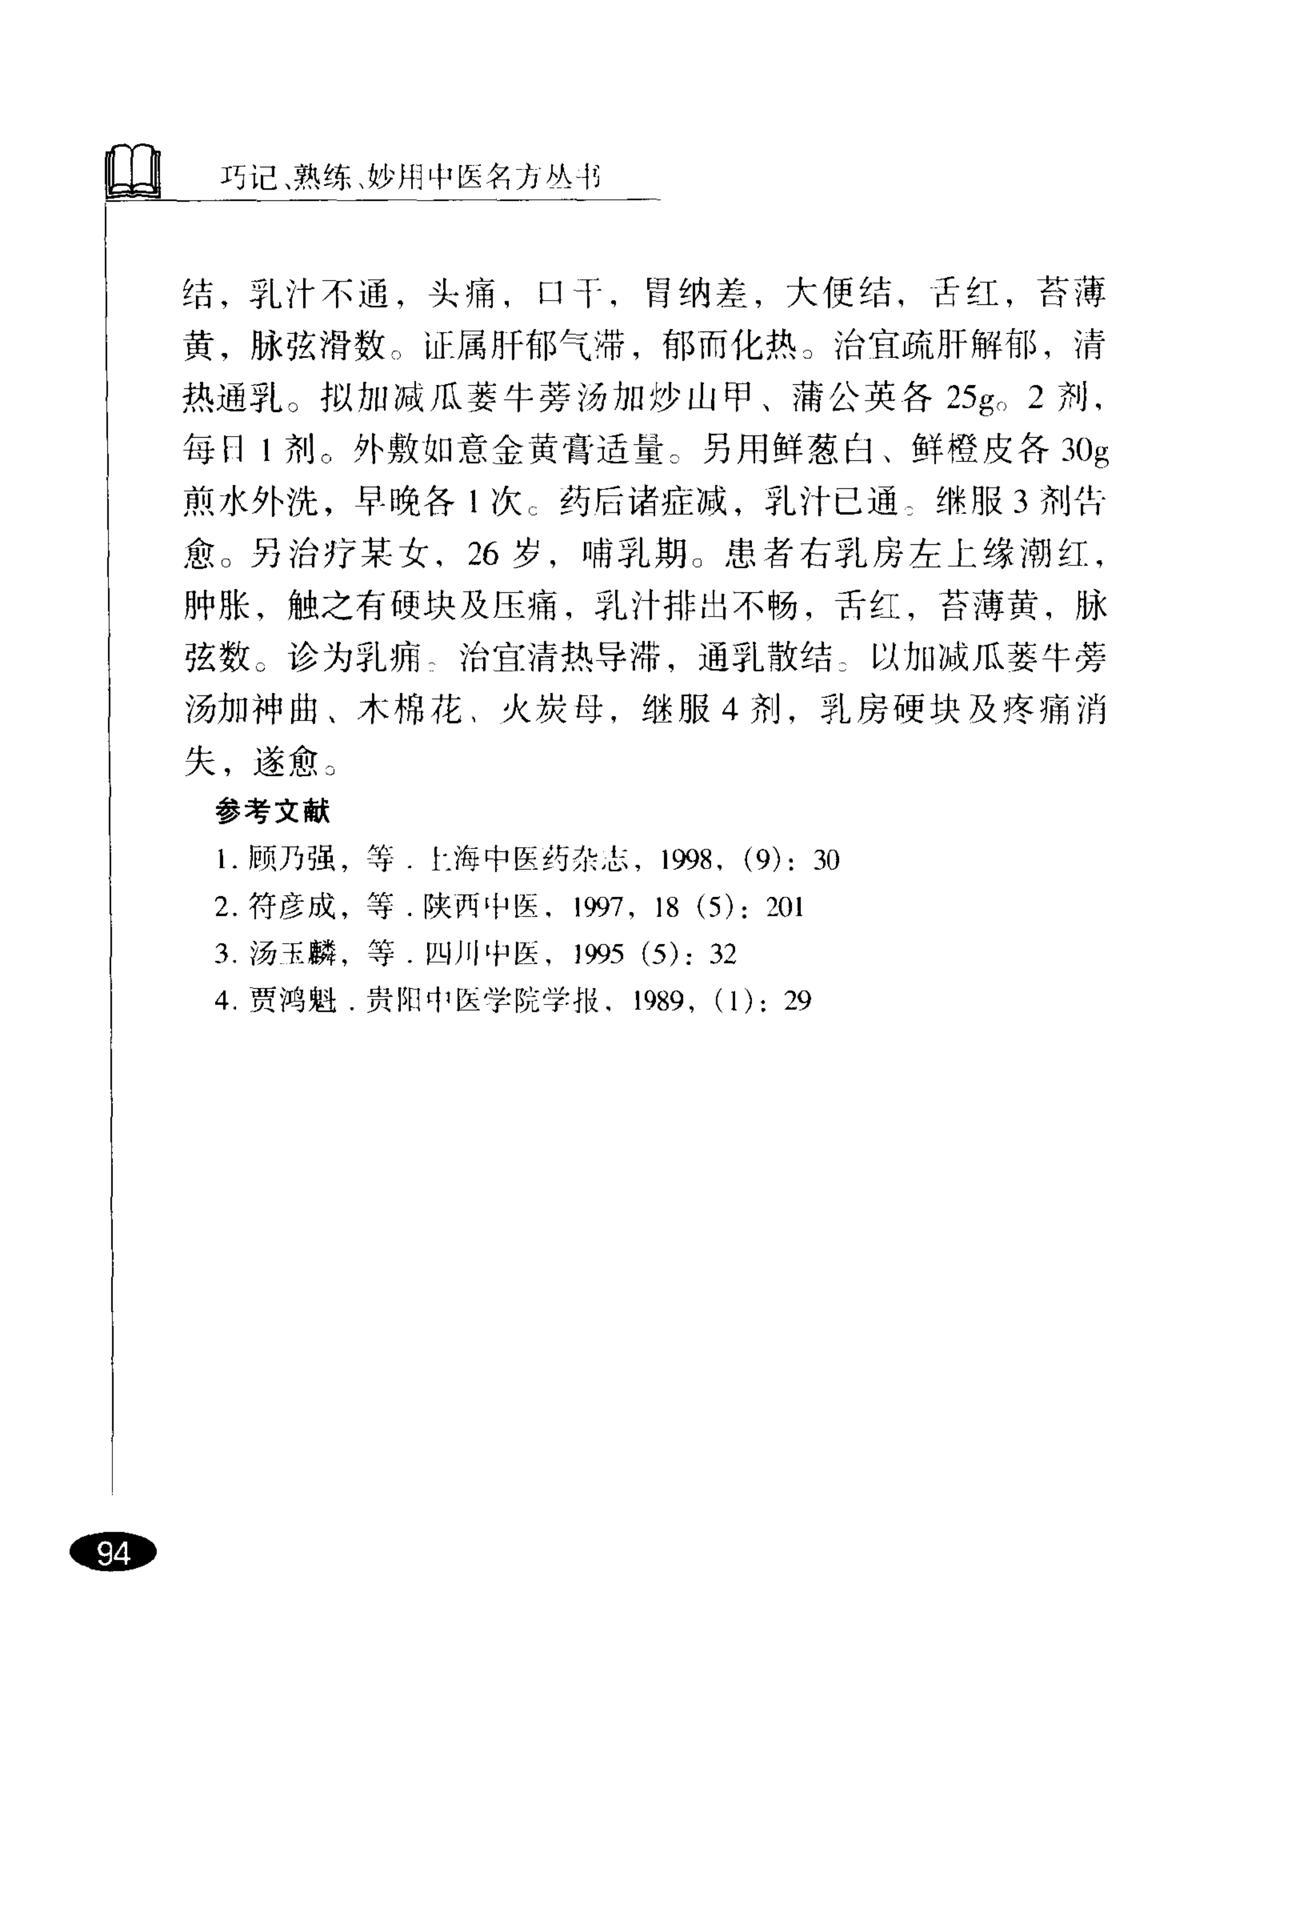 巧记、熟练、妙用中医名方丛书
结，乳汁不通，头痛，口干，胃纳差，大便结，舌红，苔薄
黄，脉弦滑数。证属肝郁气滞，郁而化热。治宜疏肝解郁，清
热通乳。拟加减瓜蒌牛蒡汤加炒山甲、蒲公英各 25g。2 剂，
每日 1 剂。外敷如意金黄膏适量。另用鲜葱白、鲜橙皮各 30g
煎水外洗，早晚各 1 次。药后诸症减，乳汁已通。继服 3 剂告
愈。另治疗某女，26 岁，哺乳期。患者右乳房左上缘潮红，
肿胀，触之有硬块及压痛，乳汁排出不畅，舌红，苔薄黄，脉
弦数。诊为乳痈。治宜清热导滞，通乳散结。以加减瓜蒌牛蒡
汤加神曲、木棉花、火炭母，继服 4 剂，乳房硬块及疼痛消
失，遂愈。
参考文献
1. 顾乃强，等．上海中医药杂志，1998，(9)：30
2. 符彦成，等．陕西中医，1997，18 (5)：201
3. 汤玉麟，等．四川中医，1995 (5)：32
4. 贾鸿魁．贵阳中医学院学报，1989，(1)：29
94